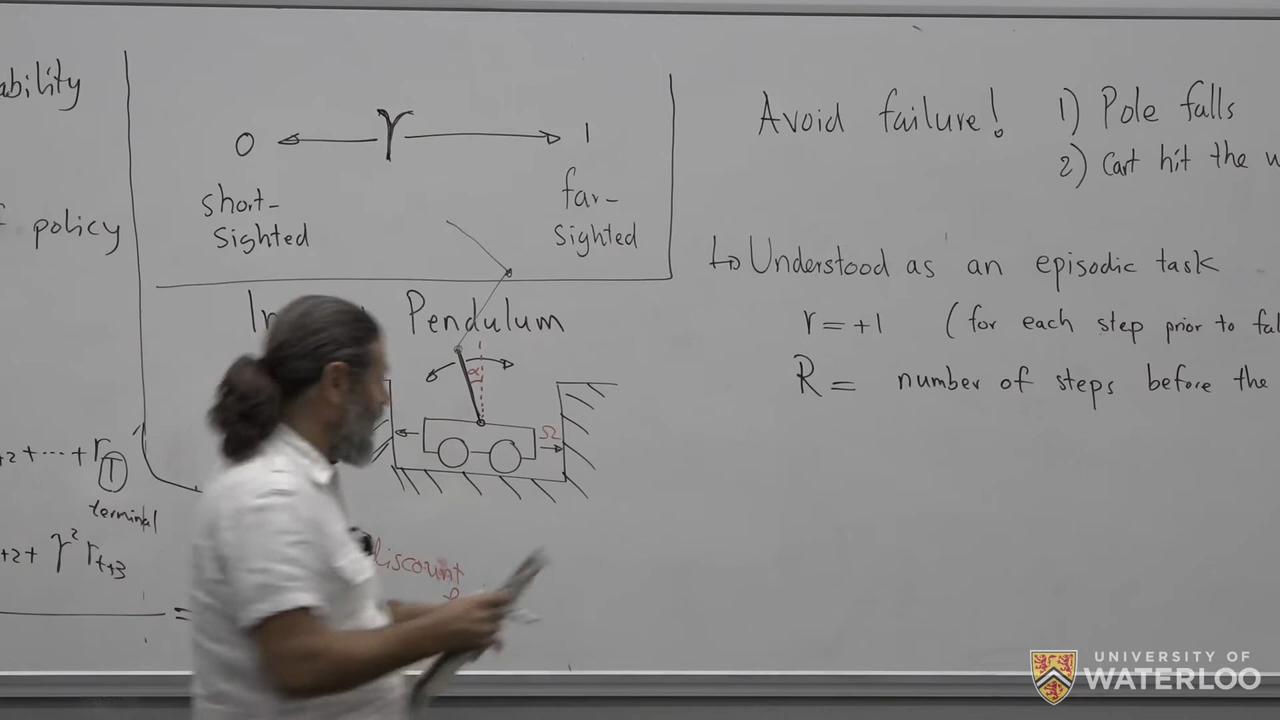 ability
f policy
0 γ 1
short-
sighted
far-
sighted
Pendulum
α
Ω
+2+⋯+r T
terminal
+2+ γ² r t+3
=
discount
Avoid failure!
1) Pole falls
2) Cart hit the
↳ Understood as an episodic task
r = +1 (for each step prior to
R = number of steps before the
UNIVERSITY OF
WATERLOO